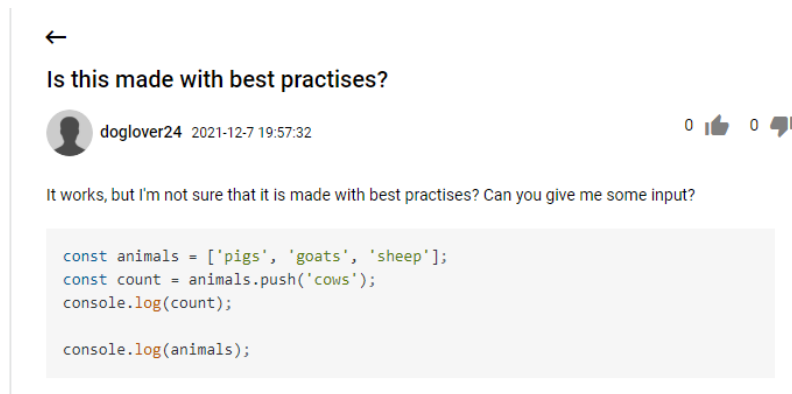 Is this made with best practises?
doglover24 2021-12-7 19:57:32
0 0
It works, but I'm not sure that it is made with best practises? Can you give me some input?
const animals = ['pigs', 'goats', 'sheep'];
const count = animals.push('cows');
console.log(count);
console.log(animals);